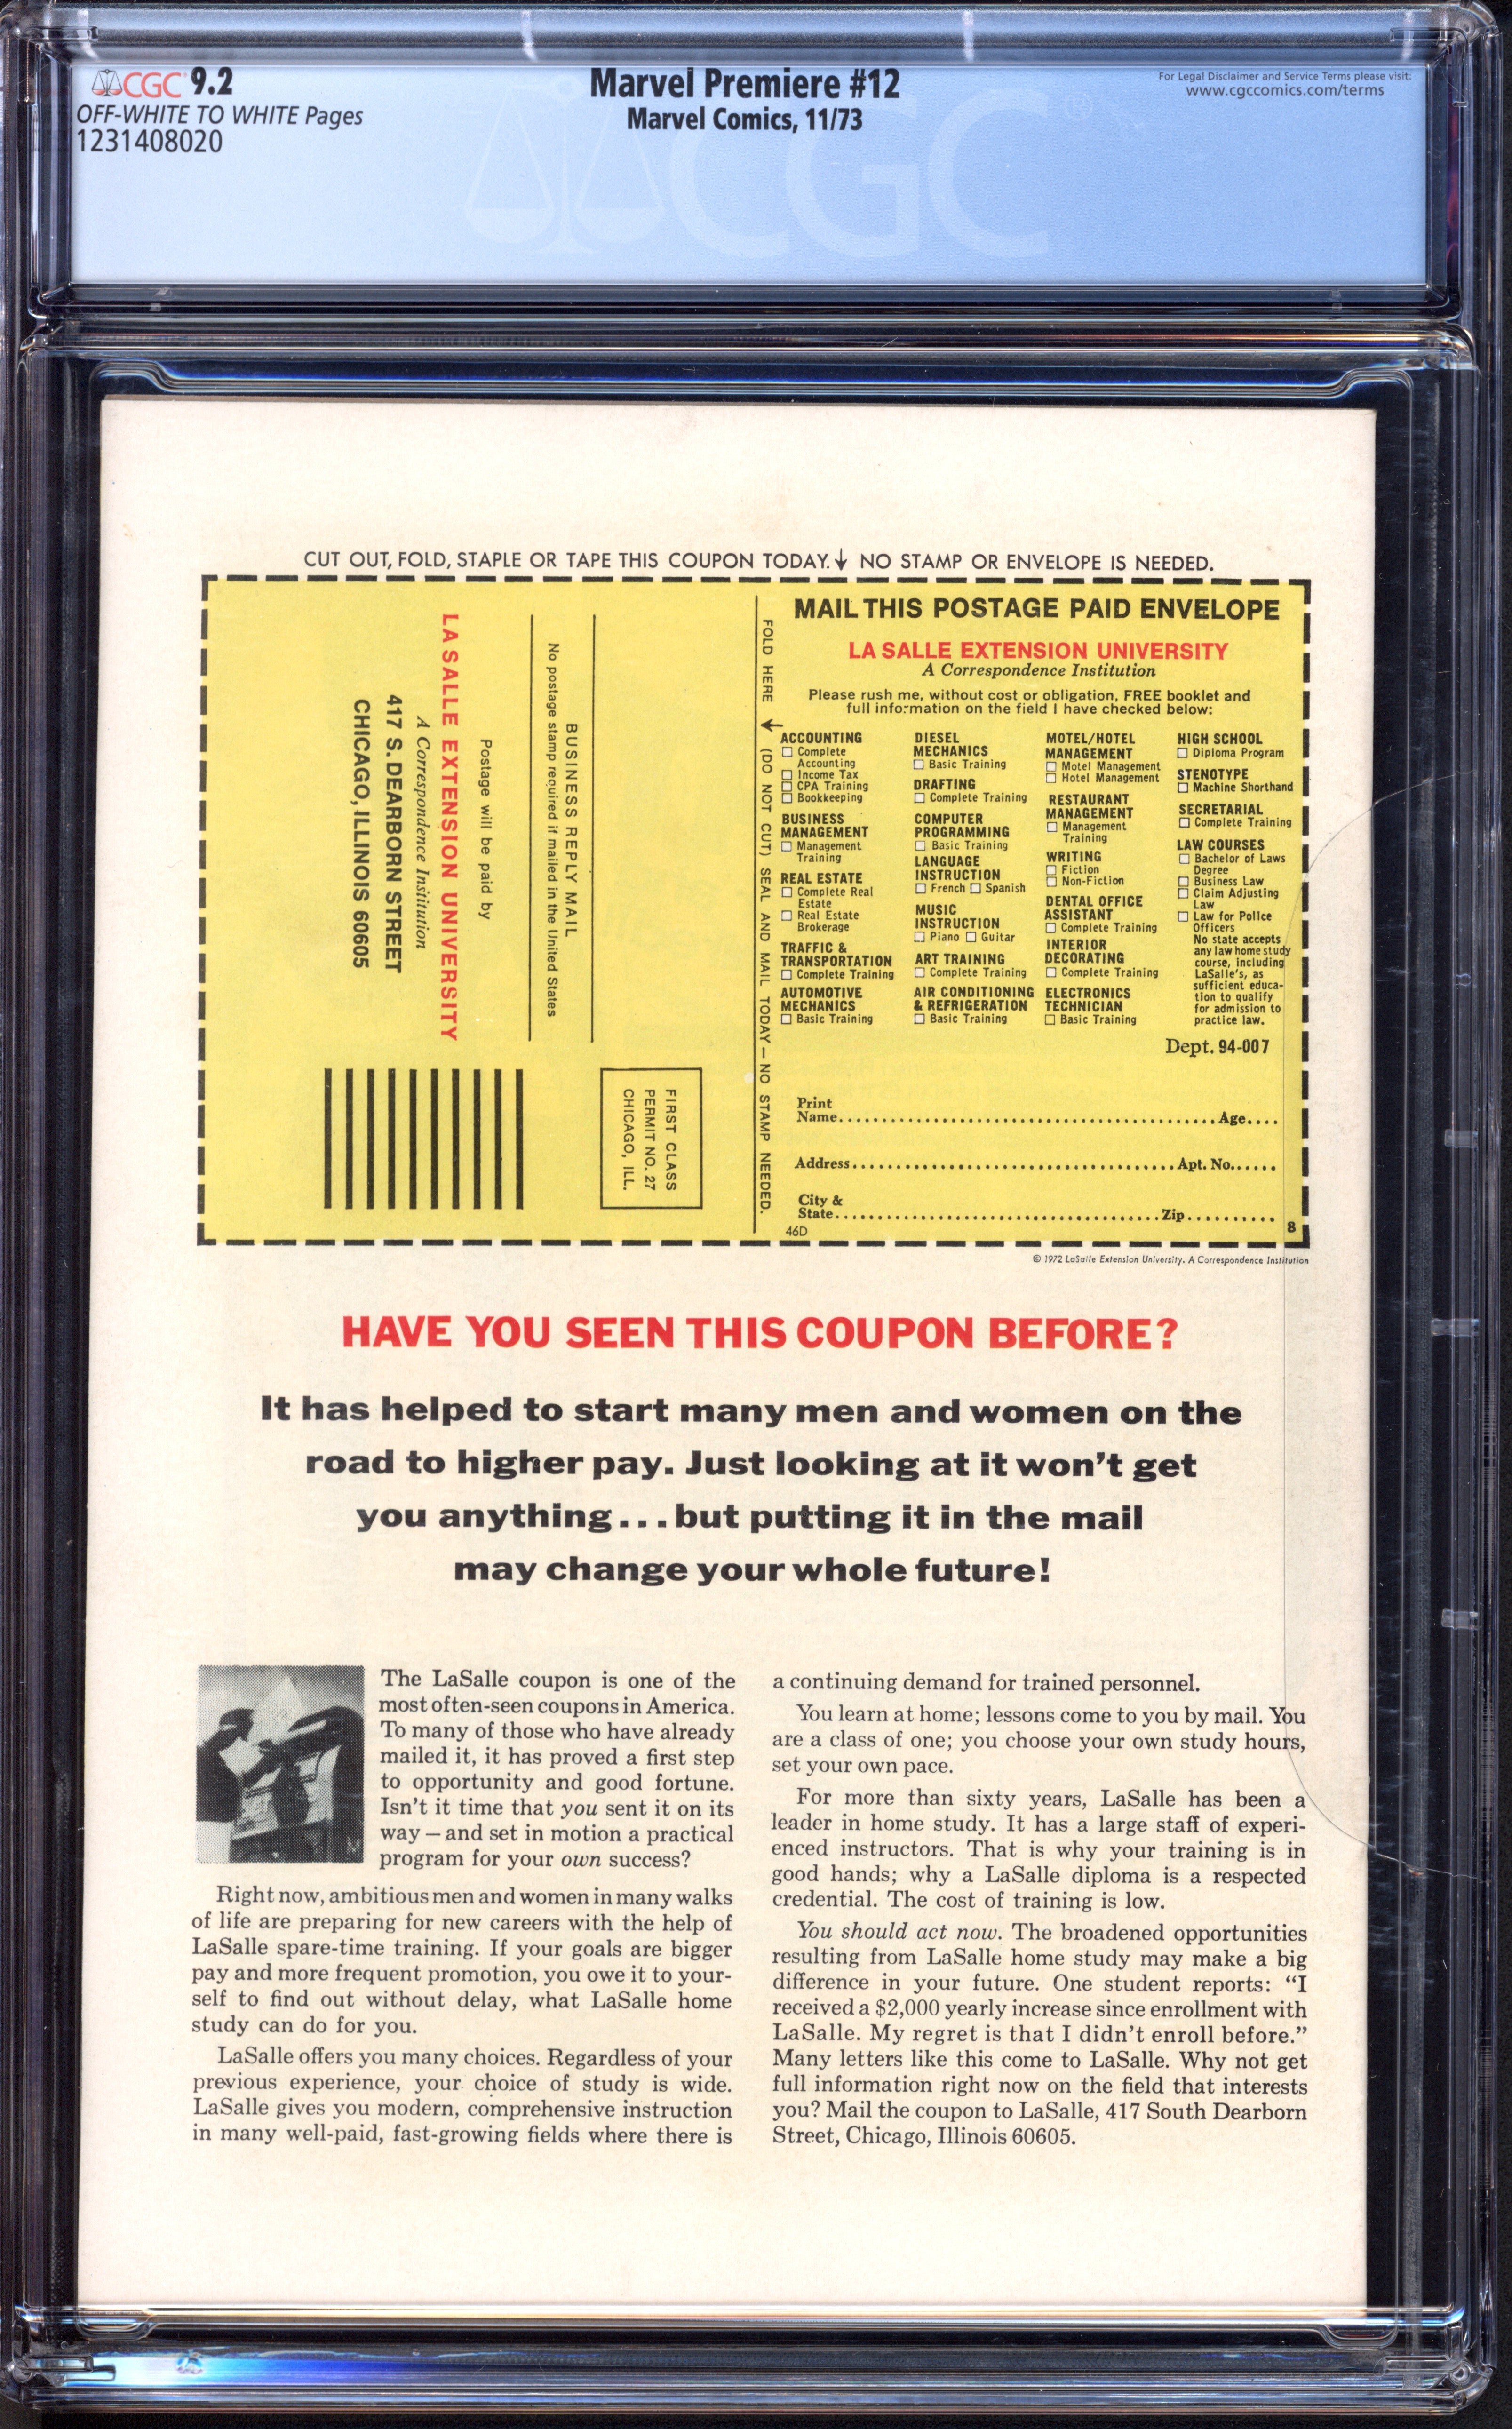 CGC 9.2
OFF-WHITE TO WHITE Pages
1231408020
Marvel Premiere #12
Marvel Comics, 11/73
For Legal Disclaimer and Service Terms please visit:
www.cgccomics.com/terms
CGC
CUT OUT, FOLD, STAPLE OR TAPE THIS COUPON TODAY. ↓ NO STAMP OR ENVELOPE IS NEEDED.
FIRST CLASS
PERMIT NO. 27
CHICAGO, ILL.
BUSINESS REPLY MAIL
No postage stamp required if mailed in the United States
Postage will be paid by
LA SALLE EXTENSION UNIVERSITY
A Correspondence Institution
417 S. DEARBORN STREET
CHICAGO, ILLINOIS 60605
FOLD HERE ↓ (DO NOT CUT) SEAL AND MAIL TODAY — NO STAMP NEEDED.
MAIL THIS POSTAGE PAID ENVELOPE
LA SALLE EXTENSION UNIVERSITY
A Correspondence Institution
Please rush me, without cost or obligation, FREE booklet and
full information on the field I have checked below:
ACCOUNTING
☐ Complete
Accounting
☐ Income Tax
☐ CPA Training
☐ Bookkeeping
BUSINESS
MANAGEMENT
☐ Management
Training
REAL ESTATE
☐ Complete Real
Estate
☐ Real Estate
Brokerage
TRAFFIC &
TRANSPORTATION
☐ Complete Training
AUTOMOTIVE
MECHANICS
☐ Basic Training
DIESEL
MECHANICS
☐ Basic Training
DRAFTING
☐ Complete Training
COMPUTER
PROGRAMMING
☐ Basic Training
LANGUAGE
INSTRUCTION
☐ French ☐ Spanish
MUSIC
INSTRUCTION
☐ Piano ☐ Guitar
ART TRAINING
☐ Complete Training
AIR CONDITIONING
& REFRIGERATION
☐ Basic Training
MOTEL/HOTEL
MANAGEMENT
☐ Motel Management
☐ Hotel Management
RESTAURANT
MANAGEMENT
☐ Management
Training
WRITING
☐ Fiction
☐ Non-Fiction
DENTAL OFFICE
ASSISTANT
☐ Complete Training
INTERIOR
DECORATING
☐ Complete Training
ELECTRONICS
TECHNICIAN
☐ Basic Training
HIGH SCHOOL
☐ Diploma Program
STENOTYPE
☐ Machine Shorthand
SECRETARIAL
☐ Complete Training
LAW COURSES
☐ Bachelor of Laws
Degree
☐ Business Law
☐ Claim Adjusting
Law
☐ Law for Police
Officers
No state accepts
any law home study
course, including
LaSalle's, as
sufficient educa-
tion to qualify
for admission to
practice law.
Dept. 94-007
Print
Name.......... Age....
Address.......... Apt. No......
City &
State.......... Zip..........
46D
8
© 1972 LaSalle Extension University. A Correspondence Institution
HAVE YOU SEEN THIS COUPON BEFORE?
It has helped to start many men and women on the
road to higher pay. Just looking at it won't get
you anything...but putting it in the mail
may change your whole future!
The LaSalle coupon is one of the
most often-seen coupons in America.
To many of those who have already
mailed it, it has proved a first step
to opportunity and good fortune.
Isn't it time that you sent it on its
way — and set in motion a practical
program for your own success?
Right now, ambitious men and women in many walks
of life are preparing for new careers with the help of
LaSalle spare-time training. If your goals are bigger
pay and more frequent promotion, you owe it to your-
self to find out without delay, what LaSalle home
study can do for you.
LaSalle offers you many choices. Regardless of your
previous experience, your choice of study is wide.
LaSalle gives you modern, comprehensive instruction
in many well-paid, fast-growing fields where there is
a continuing demand for trained personnel.
You learn at home; lessons come to you by mail. You
are a class of one; you choose your own study hours,
set your own pace.
For more than sixty years, LaSalle has been a
leader in home study. It has a large staff of experi-
enced instructors. That is why your training is in
good hands; why a LaSalle diploma is a respected
credential. The cost of training is low.
You should act now. The broadened opportunities
resulting from LaSalle home study may make a big
difference in your future. One student reports: “I
received a $2,000 yearly increase since enrollment with
LaSalle. My regret is that I didn't enroll before.”
Many letters like this come to LaSalle. Why not get
full information right now on the field that interests
you? Mail the coupon to LaSalle, 417 South Dearborn
Street, Chicago, Illinois 60605.